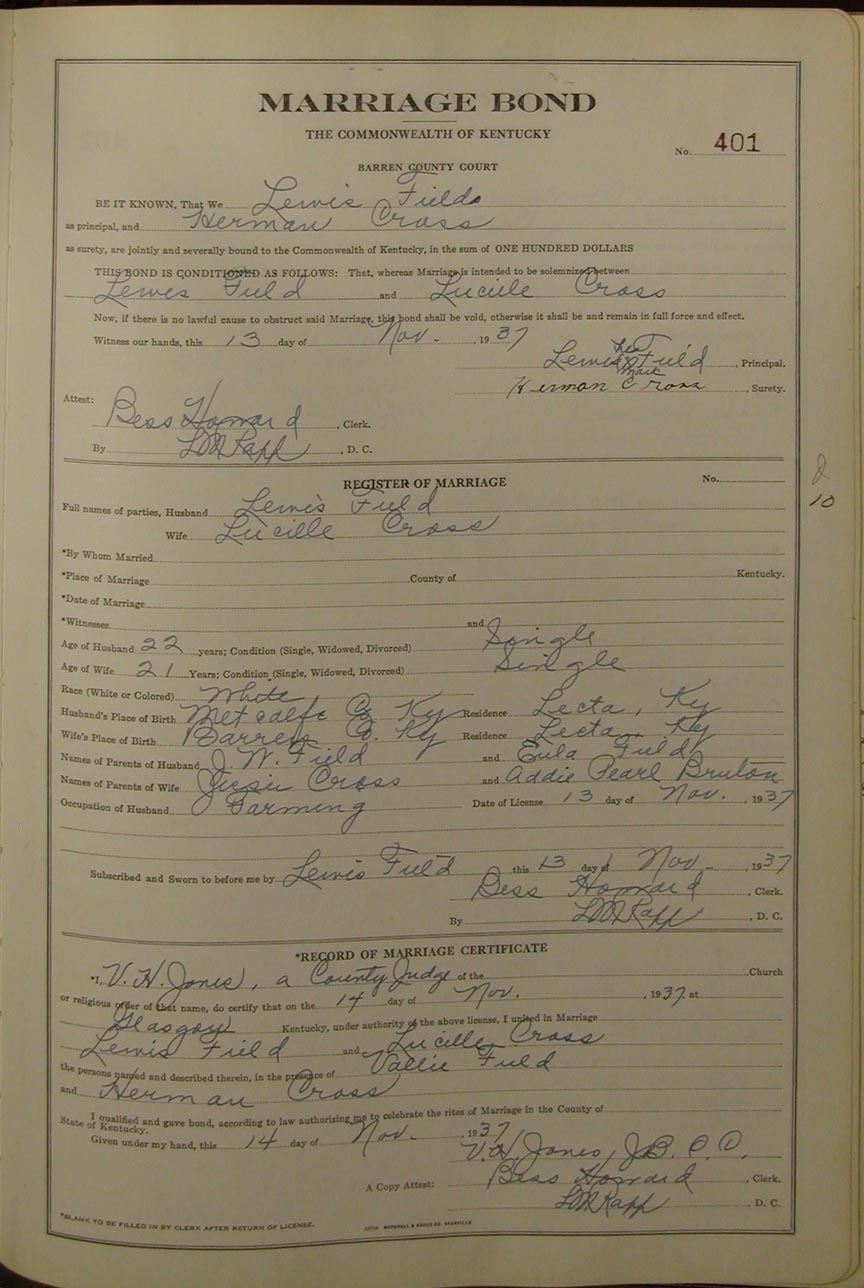 MARRIAGE BOND
THE COMMONWEALTH OF KENTUCKY
No. 401
BARREN COUNTY COURT
BE IT KNOWN, That We Lewis Fields
as principal, and Herman Cross
as surety, are jointly and severally bound to the Commonwealth of Kentucky, in the sum of ONE HUNDRED DOLLARS
THIS BOND IS CONDITIONED AS FOLLOWS: That, whereas Marriage is intended to be solemnized between
Lewis Field and Lucille Cross
Now, if there is no lawful cause to obstruct said Marriage, this bond shall be void, otherwise it shall be and remain in full force and effect.
Witness our hands, this 13 day of Nov. , 1937
his
Lewis x Field , Principal.
mark
Herman Cross , Surety.
Attest:
Bess Howard , Clerk.
By L M Rapp , D. C.
REGISTER OF MARRIAGE No.
Full names of parties, Husband Lewis Field
Wife Lucille Cross
*By Whom Married
*Place of Marriage County of Kentucky.
*Date of Marriage
*Witnesses and
Age of Husband 22 years; Condition (Single, Widowed, Divorced) Single
Age of Wife 21 Years; Condition (Single, Widowed, Divorced) Single
Race (White or Colored) White
Husband's Place of Birth Metcalfe Co Ky Residence Lecta, Ky
Wife's Place of Birth Barren Co. Ky Residence Lecta, Ky
Names of Parents of Husband J. W. Field and Eula Field
Names of Parents of Wife Cross and Addie Pearl Bruton
Occupation of Husband Farming Date of License 13 day of Nov. , 1937
Subscribed and Sworn to before me by Lewis Field this 13 day of Nov. , 1937
Bess Howard , Clerk.
By L M Rapp , D. C.
*RECORD OF MARRIAGE CERTIFICATE
*I, V. H. Jones, a County Judge of the Church
or religious order of that name, do certify that on the 14 day of Nov. , 1937 at
Glasgow Kentucky, under authority of the above license, I united in Marriage
Lewis Field and Lucille Cross
the persons named and described therein, in the presence of Vallie Field
and Herman Cross
I qualified and gave bond, according to law authorizing me to celebrate the rites of Marriage in the County of
State of Kentucky.
Given under my hand, this 14 day of Nov. , 1937
V. H. Jones, J. B. C. C.
A Copy Attest: Bess Howard , Clerk.
L M Rapp , D. C.
*BLANK TO BE FILLED IN BY CLERK AFTER RETURN OF LICENSE.
MARSHALL & BRUCE CO. NASHVILLE
10